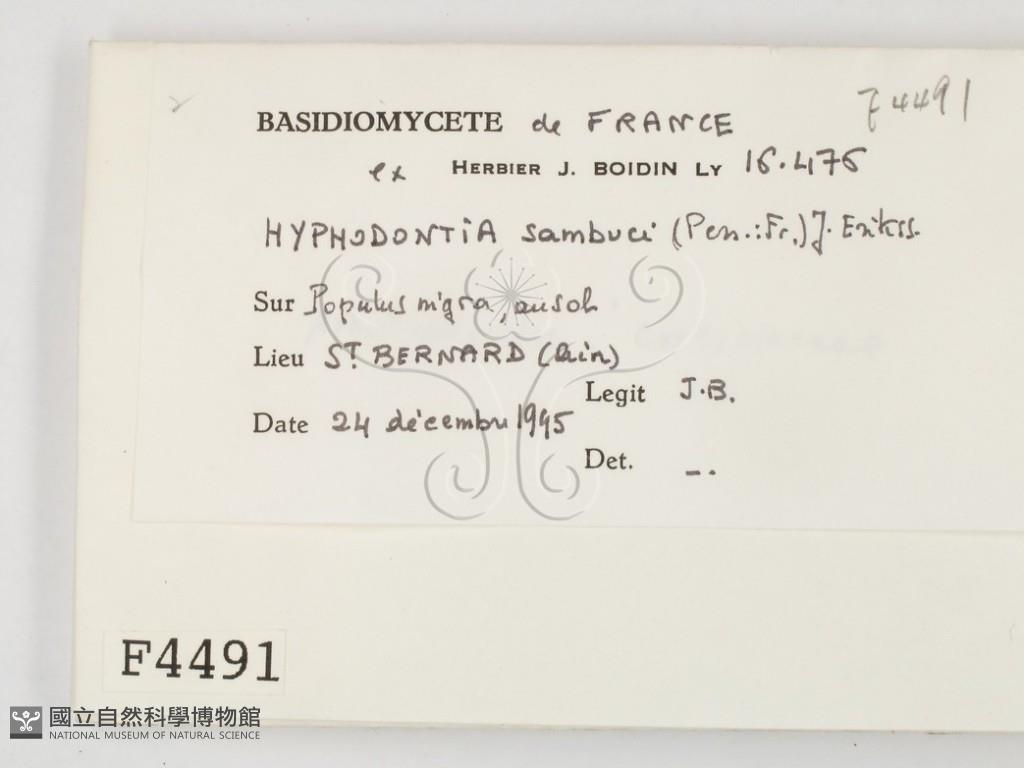 F4491
BASIDIOMYCETE de FRANCE
ex HERBIER J. BOIDIN LY 16.476
HYPHODONTIA sambuci (Pers.:Fr.) J. Erikss.
Sur Populus nigra, au sol
Lieu ST. BERNARD (Ain)
Legit J.B.
Date 24 décembre 1995
Det. _.
F4491
國立自然科學博物館
NATIONAL MUSEUM OF NATURAL SCIENCE